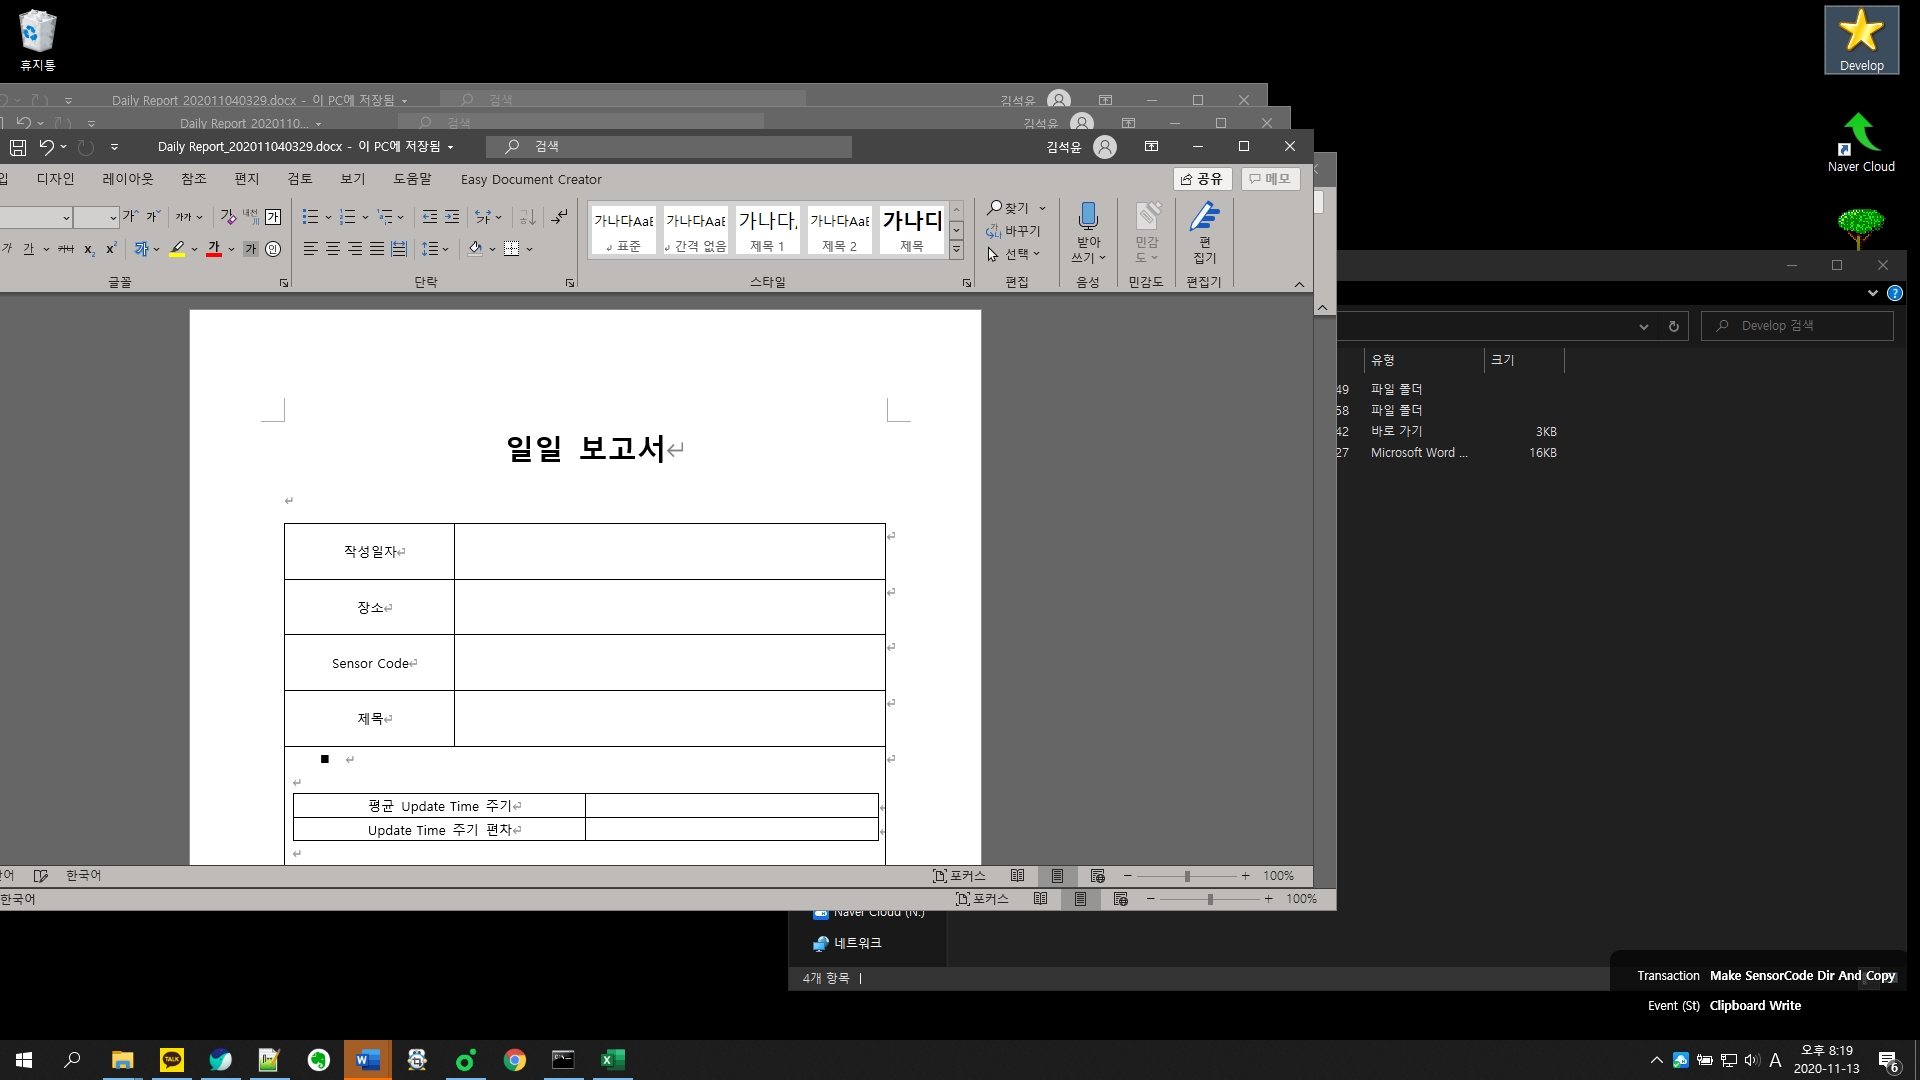 휴지통
Develop
Daily Report_202011040329.docx - 이 PC에 저장됨
검색
김석윤
Daily Report_2020110...
검색
김석윤
Daily Report_202011040329.docx - 이 PC에 저장됨
검색
김석윤
Naver Cloud
입 디자인 레이아웃 참조 편지 검토 보기 도움말 Easy Document Creator
공유 메모
가나다AaB 가나다AaB 가나다 가나다AaB 가나다
표준 간격 없음 제목 1 제목 2 제목
찾기
바꾸기
선택
받아
쓰기
민감
도
편
집기
글꼴 단락 스타일 편집 음성 민감도 편집기
Develop 검색
유형 크기
49 파일 폴더
58 파일 폴더
42 바로 가기 3KB
27 Microsoft Word ... 16KB
일일 보고서
작성일자
장소
Sensor Code
제목
평균 Update Time 주기
Update Time 주기 편차
한국어
포커스
100%
한국어
포커스
100%
Naver Cloud (N:)
네트워크
4개 항목
Transaction Make SensorCode Dir And Copy
Event (St) Clipboard Write
TALK
A
오후 8:19
2020-11-13
6